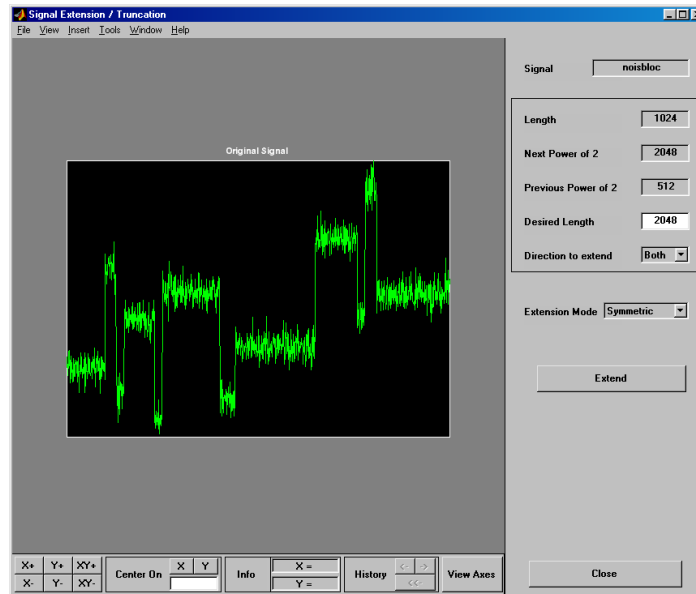 Signal Extension / Truncation
File View Insert Tools Window Help
Original Signal
Signal noisbloc
Length 1024
Next Power of 2 2048
Previous Power of 2 512
Desired Length 2048
Direction to extend Both
Extension Mode Symmetric
Extend
X+ Y+ XY+
X- Y- XY-
Center On X Y
Info X =
Y =
History <- ->
<<-
View Axes
Close